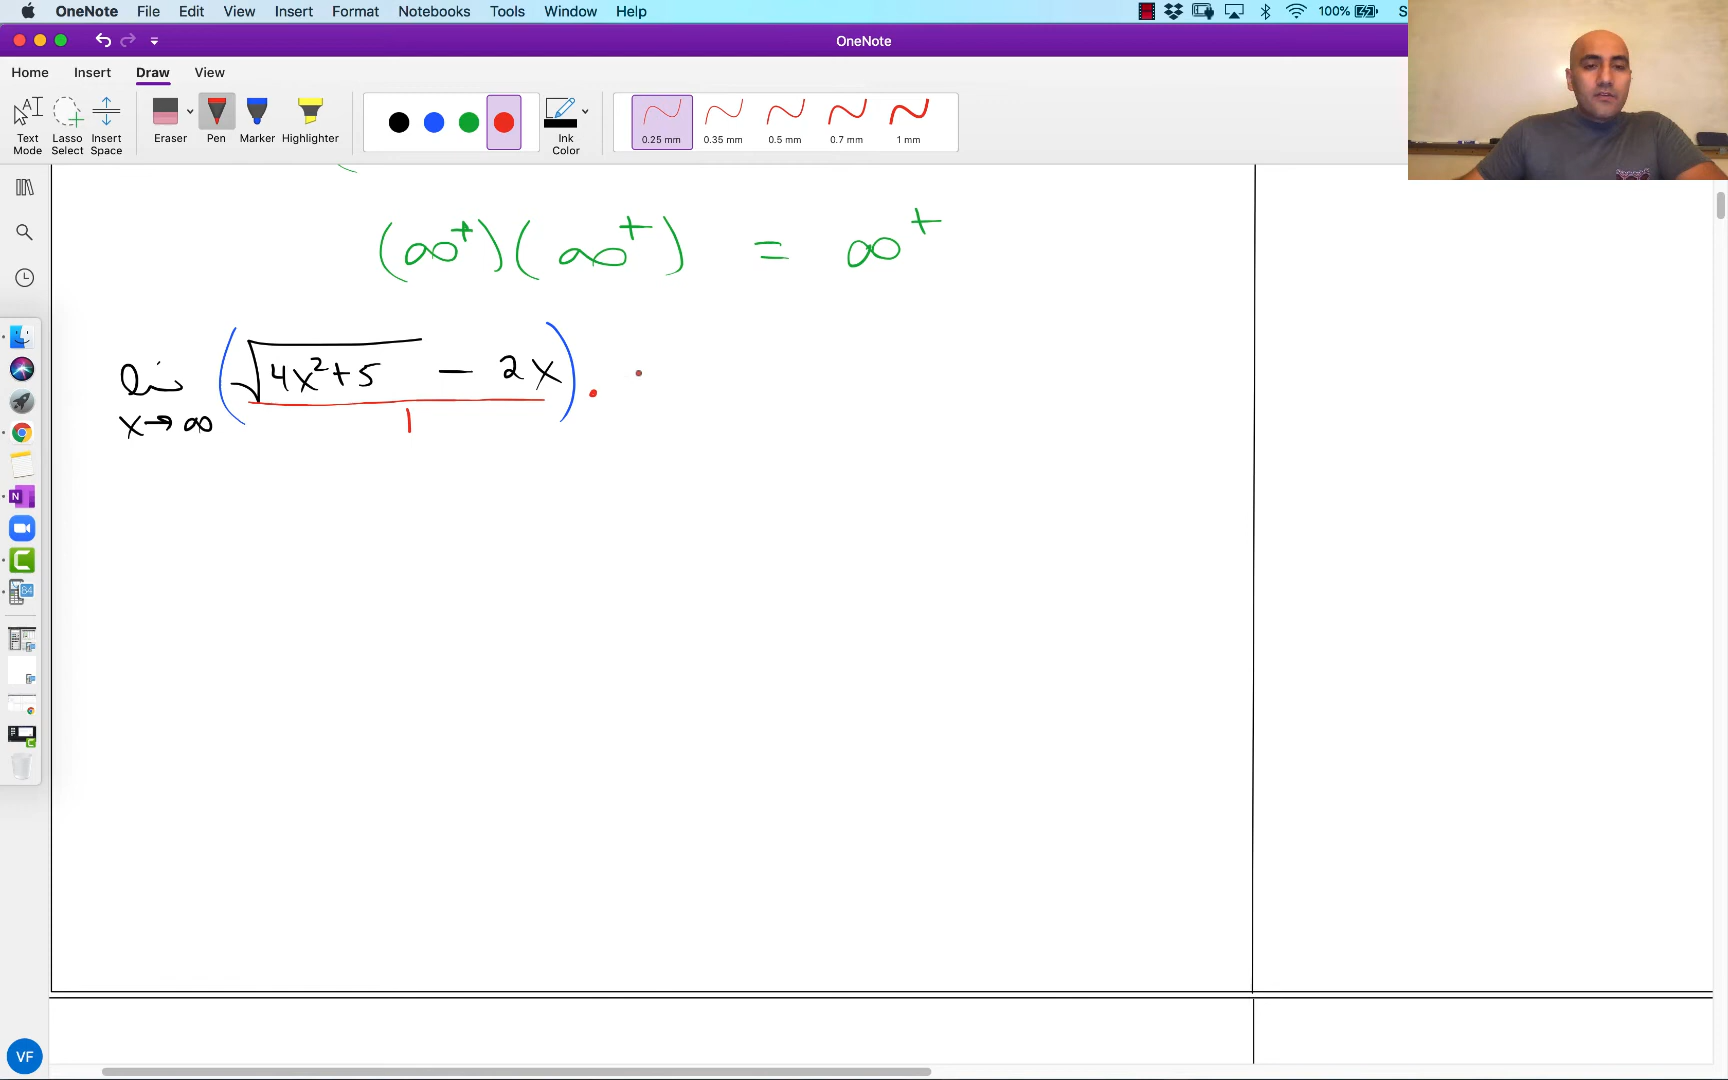 OneNote File Edit View Insert Format Notebooks Tools Window Help 100% S
OneNote
Home Insert Draw View
Text Mode Lasso Select Insert Space Eraser Pen Marker Highlighter Ink Color 0.25 mm 0.35 mm 0.5 mm 0.7 mm 1 mm
(∞⁺)(∞⁺) = ∞⁺
lim x→∞ (√(4x²+5) − 2x) ·
1
N
84
VF